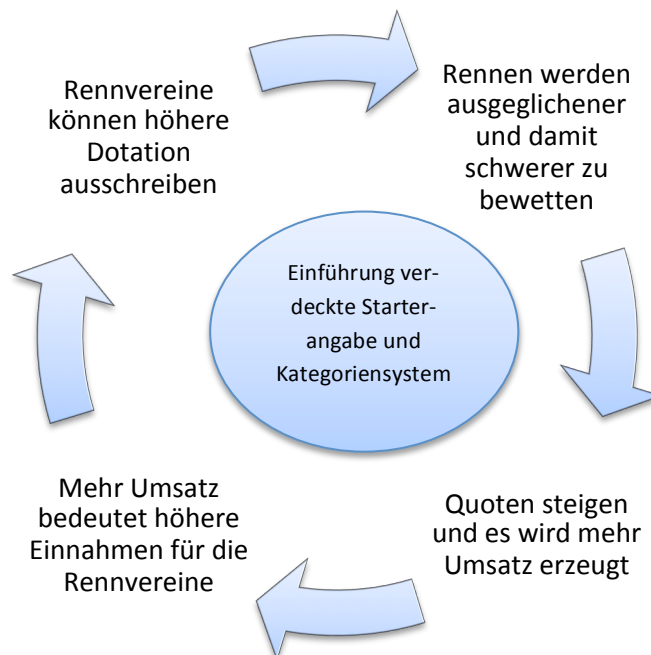 Rennvereine
können höhere
Dotation
ausschreiben
Rennen werden
ausgeglichener
und damit
schwerer zu
bewetten
Einführung ver-
deckte Starter-
angabe und
Kategoriensystem
Quoten steigen
und es wird mehr
Umsatz erzeugt
Mehr Umsatz
bedeutet höhere
Einnahmen für die
Rennvereine